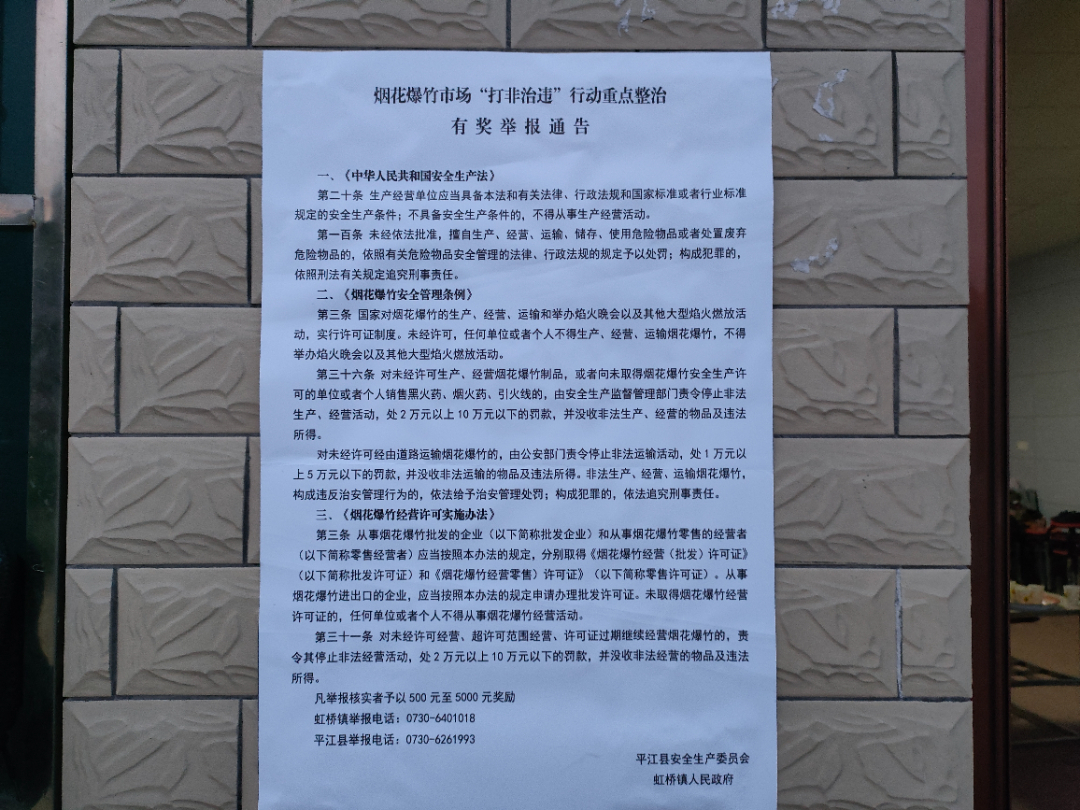 烟花爆竹市场“打非治违”行动重点整治
有奖举报通告
一、《中华人民共和国安全生产法》
第二十条 生产经营单位应当具备本法和有关法律、行政法规和国家标准或者行业标准
规定的安全生产条件；不具备安全生产条件的，不得从事生产经营活动。
第一百条 未经依法批准，擅自生产、经营、运输、储存、使用危险物品或者处置废弃
危险物品的，依照有关危险物品安全管理的法律、行政法规的规定予以处罚；构成犯罪的，
依照刑法有关规定追究刑事责任。
二、《烟花爆竹安全管理条例》
第三条 国家对烟花爆竹的生产、经营、运输和举办焰火晚会以及其他大型焰火燃放活
动，实行许可证制度。未经许可，任何单位或者个人不得生产、经营、运输烟花爆竹，不得
举办焰火晚会以及其他大型焰火燃放活动。
第三十六条 对未经许可生产、经营烟花爆竹制品，或者向未取得烟花爆竹安全生产许
可的单位或者个人销售黑火药、烟火药、引火线的，由安全生产监督管理部门责令停止非法
生产、经营活动，处2万元以上10万元以下的罚款，并没收非法生产、经营的物品及违法
所得。
对未经许可经由道路运输烟花爆竹的，由公安部门责令停止非法运输活动，处1万元以
上5万元以下的罚款，并没收非法运输的物品及违法所得。非法生产、经营、运输烟花爆竹，
构成违反治安管理行为的，依法给予治安管理处罚；构成犯罪的，依法追究刑事责任。
三、《烟花爆竹经营许可实施办法》
第三条 从事烟花爆竹批发的企业（以下简称批发企业）和从事烟花爆竹零售的经营者
（以下简称零售经营者）应当按照本办法的规定，分别取得《烟花爆竹经营（批发）许可证》
（以下简称批发许可证）和《烟花爆竹经营零售）许可证》（以下简称零售许可证）。从事
烟花爆竹进出口的企业，应当按照本办法的规定申请办理批发许可证。未取得烟花爆竹经营
许可证的，任何单位或者个人不得从事烟花爆竹经营活动。
第三十一条 对未经许可经营、超许可范围经营、许可证过期继续经营烟花爆竹的，责
令其停止非法经营活动，处2万元以上10万元以下的罚款，并没收非法经营的物品及违法
所得。
凡举报核实者予以500元至5000元奖励
虹桥镇举报电话：0730-6401018
平江县举报电话：0730-6261993
平江县安全生产委员会
虹桥镇人民政府